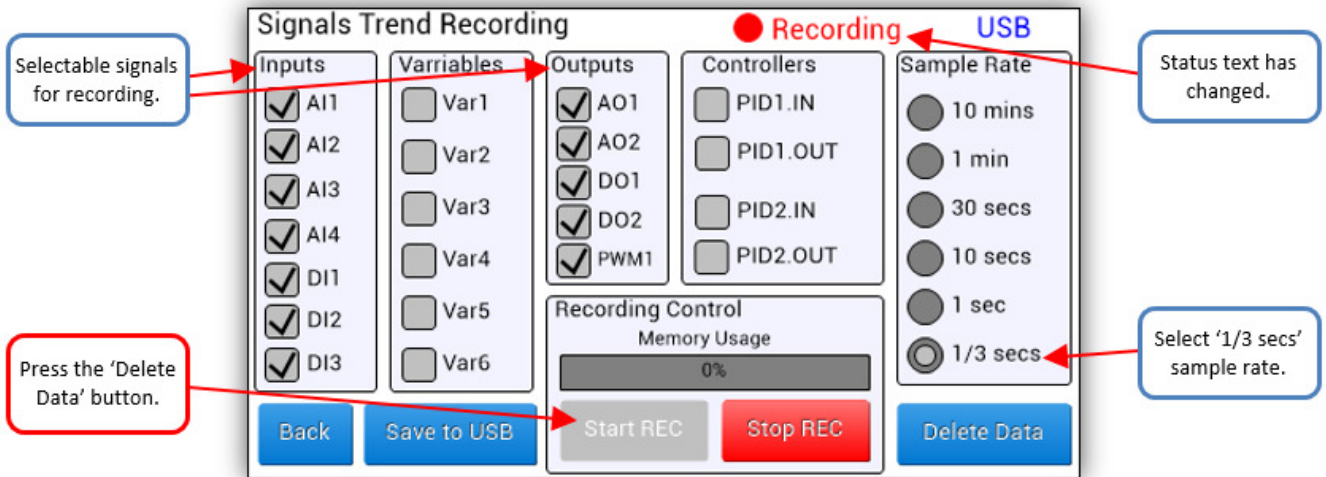 Signals Trend Recording
Recording
USB
Selectable signals
for recording.
Status text has
changed.
Inputs
AI1
AI2
AI3
AI4
DI1
DI2
DI3
Varriables
Var1
Var2
Var3
Var4
Var5
Var6
Outputs
AO1
AO2
DO1
DO2
PWM1
Controllers
PID1.IN
PID1.OUT
PID2.IN
PID2.OUT
Sample Rate
10 mins
1 min
30 secs
10 secs
1 sec
1/3 secs
Select ‘1/3 secs’
sample rate.
Recording Control
Memory Usage
0%
Press the ‘Delete
Data’ button.
Back
Save to USB
Start REC
Stop REC
Delete Data